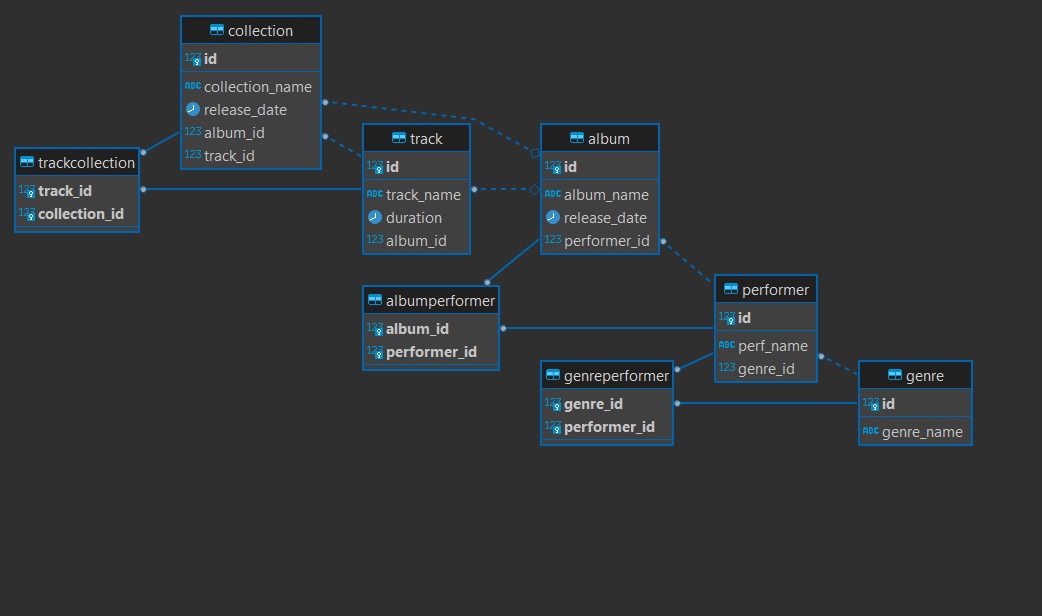 collection
123 id
ABC collection_name
release_date
123 album_id
123 track_id
trackcollection
123 track_id
123 collection_id
track
123 id
ABC track_name
duration
123 album_id
album
123 id
ABC album_name
release_date
123 performer_id
albumperformer
123 album_id
123 performer_id
performer
123 id
ABC perf_name
123 genre_id
genreperformer
123 genre_id
123 performer_id
genre
123 id
ABC genre_name